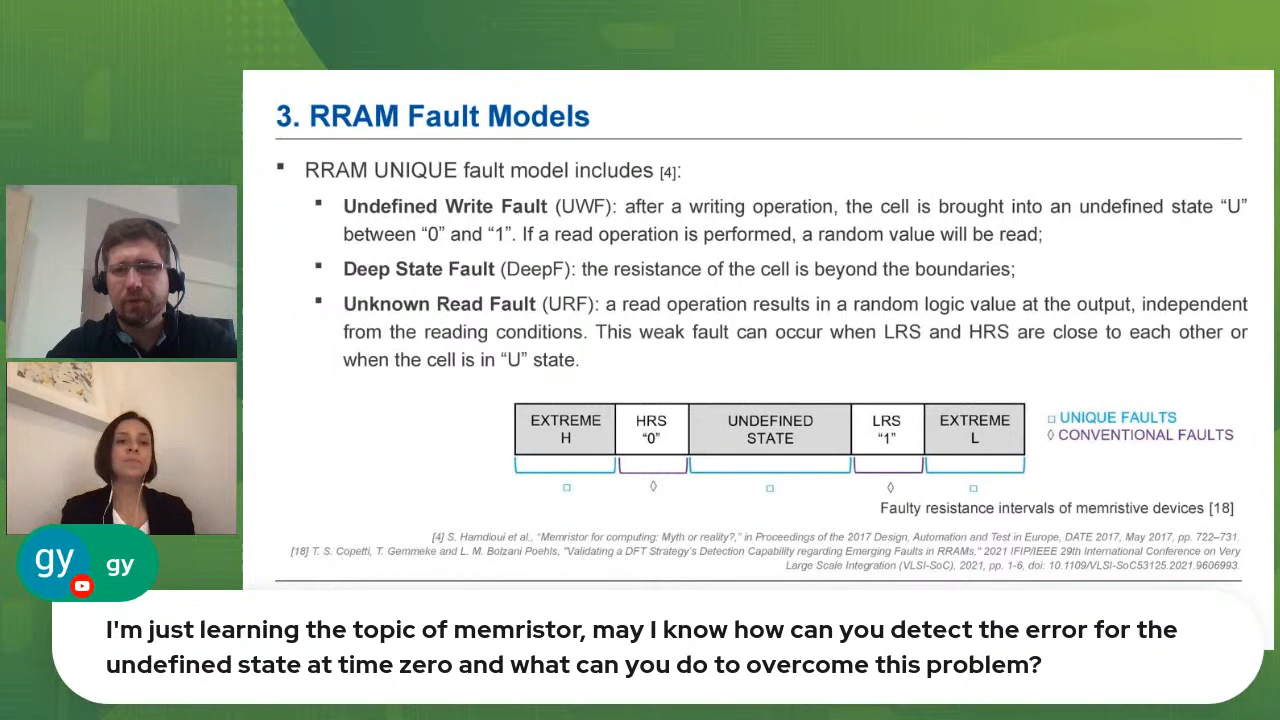 3. RRAM Fault Models
▪ RRAM UNIQUE fault model includes [4]:
▪ Undefined Write Fault (UWF): after a writing operation, the cell is brought into an undefined state “U”
between “0” and “1”. If a read operation is performed, a random value will be read;
▪ Deep State Fault (DeepF): the resistance of the cell is beyond the boundaries;
▪ Unknown Read Fault (URF): a read operation results in a random logic value at the output, independent
from the reading conditions. This weak fault can occur when LRS and HRS are close to each other or
when the cell is in “U” state.
EXTREME H
HRS “0”
UNDEFINED STATE
LRS “1”
EXTREME L
□ UNIQUE FAULTS
◊ CONVENTIONAL FAULTS
□ ◊ □ ◊ □
Faulty resistance intervals of memristive devices [18]
[4] S. Hamdioui et al., “Memristor for computing: Myth or reality?,” in Proceedings of the 2017 Design, Automation and Test in Europe, DATE 2017, May 2017, pp. 722–731.
[18] T. S. Copetti, T. Gemmeke and L. M. Bolzani Poehls, "Validating a DFT Strategy's Detection Capability regarding Emerging Faults in RRAMs," 2021 IFIP/IEEE 29th International Conference on Very
Large Scale Integration (VLSI-SoC), 2021, pp. 1-6, doi: 10.1109/VLSI-SoC53125.2021.9606993.
gy
gy
I'm just learning the topic of memristor, may I know how can you detect the error for the
undefined state at time zero and what can you do to overcome this problem?